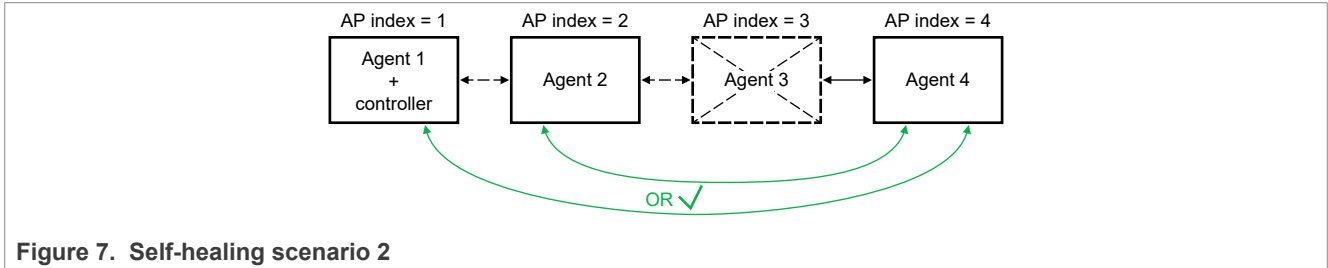 AP index = 1 AP index = 2 AP index = 3 AP index = 4
Agent 1
+
controller
Agent 2
Agent 3
Agent 4
OR
Figure 7. Self-healing scenario 2